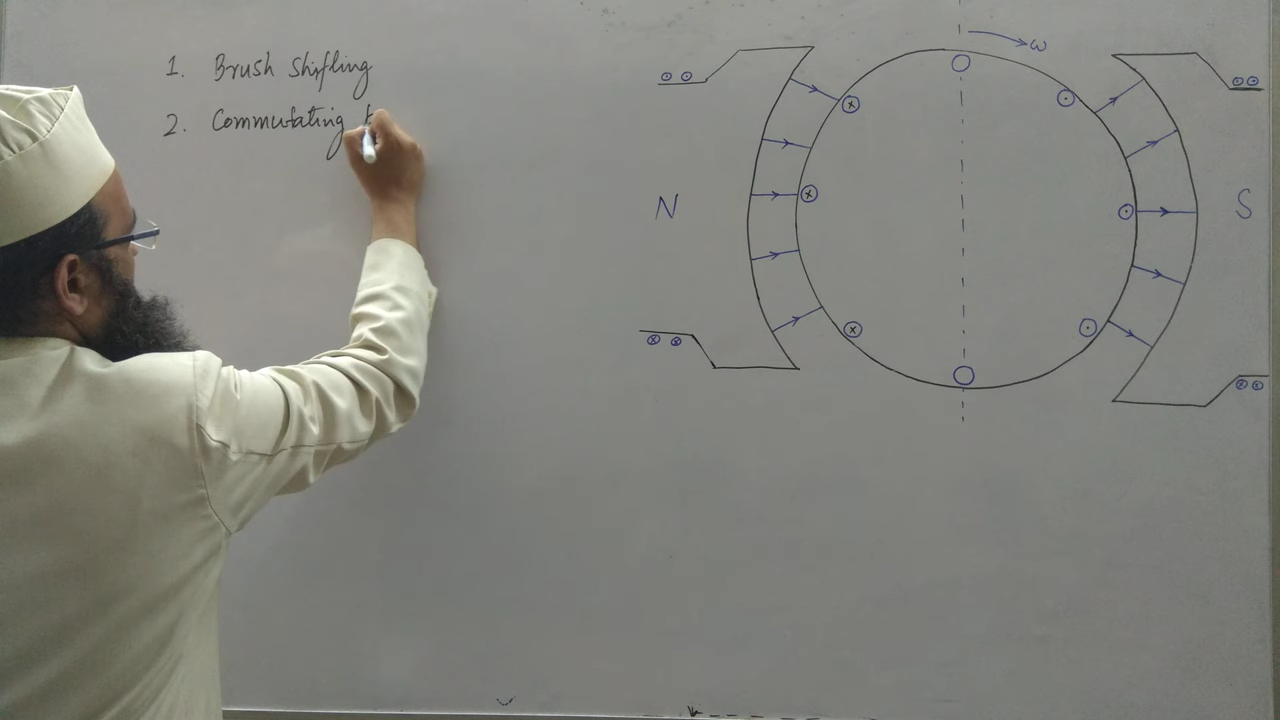 1. Brush Shifting
2. Commutating
ω
N
S